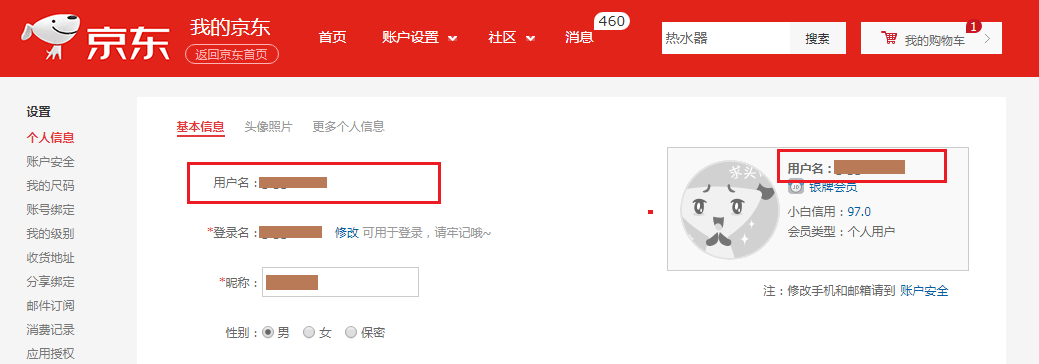 京东
我的京东
返回京东首页
首页
账户设置
社区
消息
460
热水器
搜索
我的购物车
1
设置
个人信息
账户安全
我的尺码
账号绑定
我的级别
收货地址
分享绑定
邮件订阅
消费记录
应用授权
基本信息 头像照片 更多个人信息
用户名：
*登录名： 修改 可用于登录，请牢记哦~
*昵称：
性别： 男 女 保密
用户名：
银牌会员
小白信用：97.0
会员类型：个人用户
注：修改手机和邮箱请到 账户安全